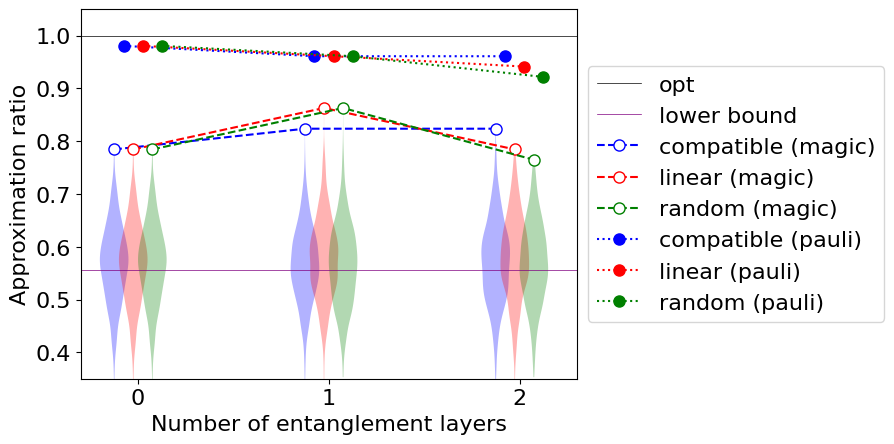 1.0
0.9
0.8
0.7
0.6
0.5
0.4
Approximation ratio
0 1 2
Number of entanglement layers
opt
lower bound
compatible (magic)
linear (magic)
random (magic)
compatible (pauli)
linear (pauli)
random (pauli)